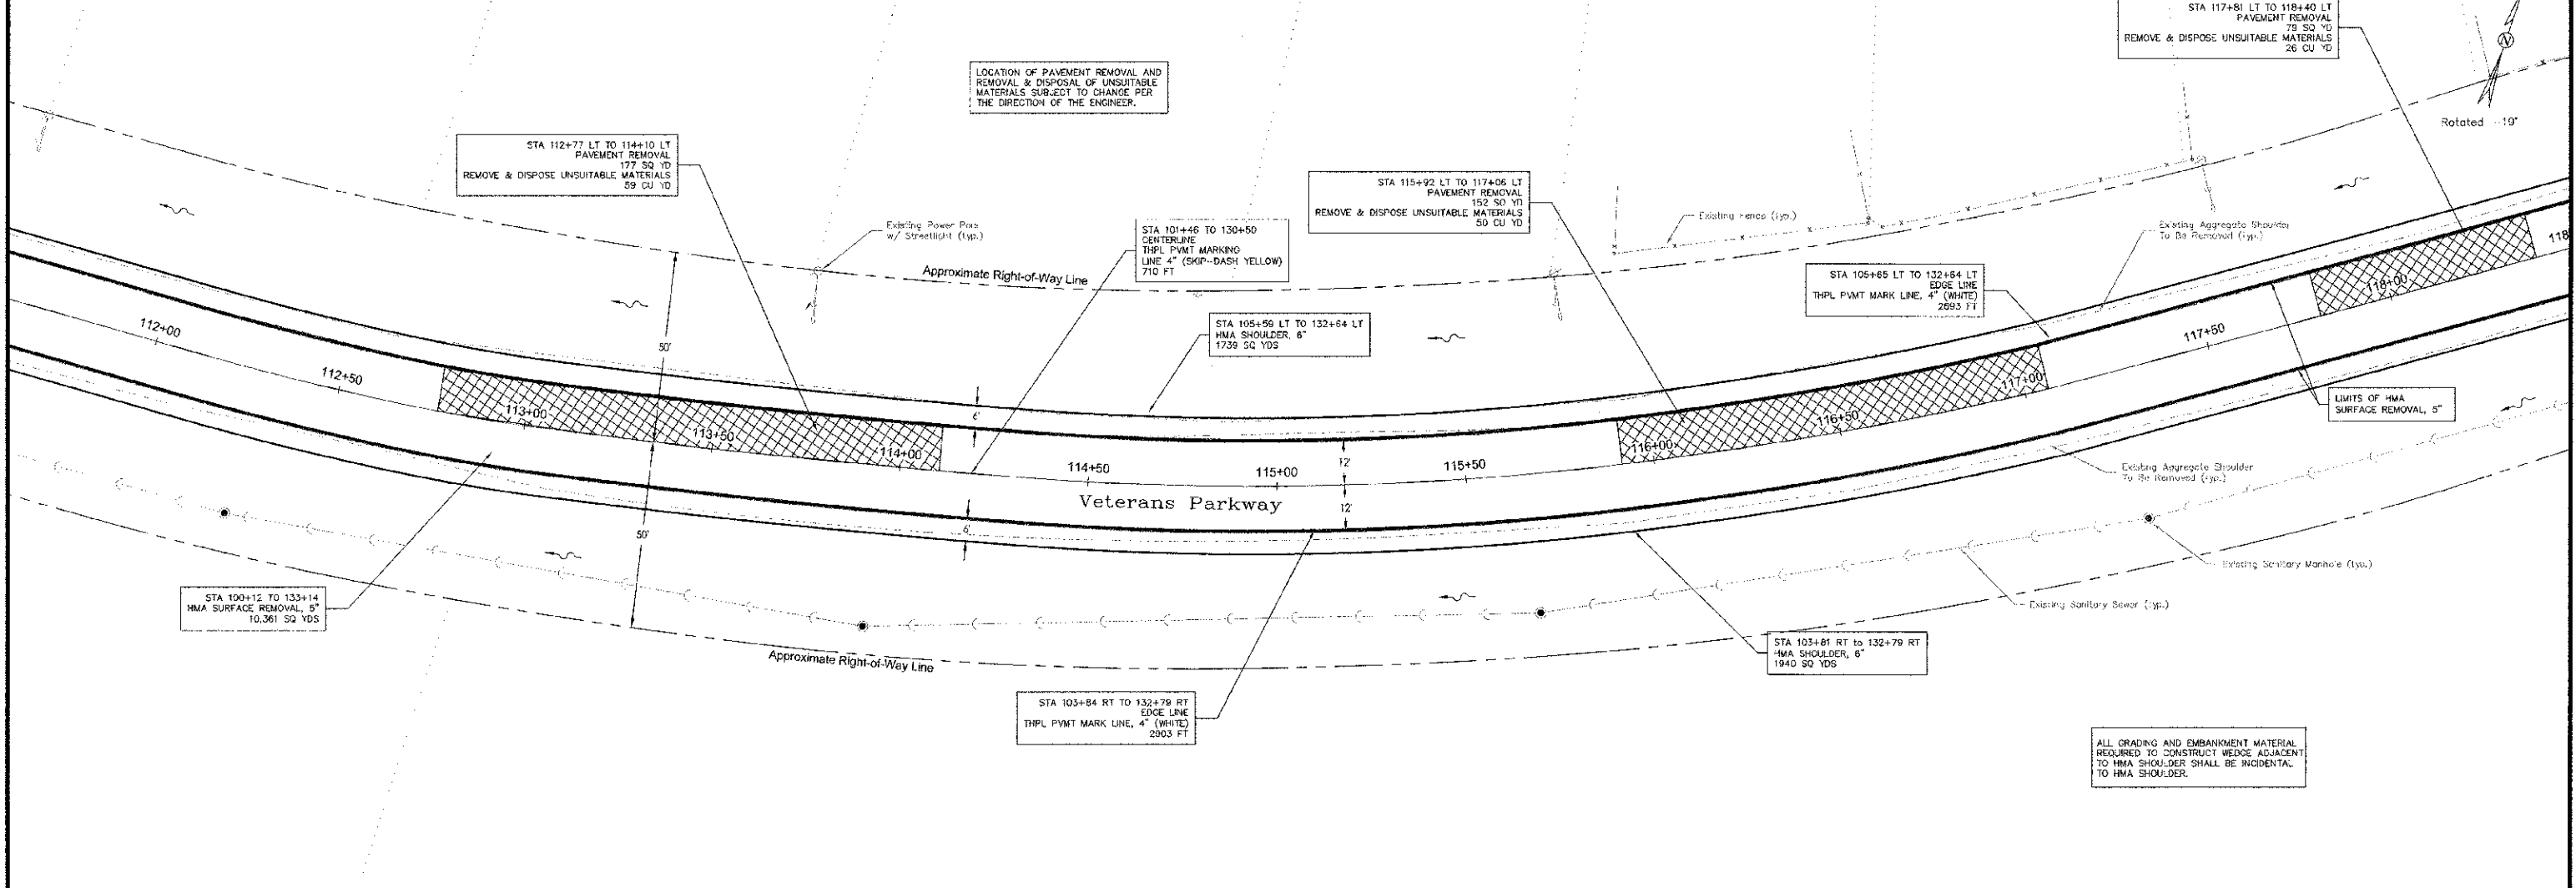 STA 117+81 LT TO 118+40 LT
PAVEMENT REMOVAL
79 SQ YD
REMOVE & DISPOSE UNSUITABLE MATERIALS
26 CU YD
N
Rotated -19°
LOCATION OF PAVEMENT REMOVAL AND
REMOVAL & DISPOSAL OF UNSUITABLE
MATERIALS SUBJECT TO CHANGE PER
THE DIRECTION OF THE ENGINEER.
STA 112+77 LT TO 114+10 LT
PAVEMENT REMOVAL
177 SQ YD
REMOVE & DISPOSE UNSUITABLE MATERIALS
59 CU YD
STA 115+92 LT TO 117+06 LT
PAVEMENT REMOVAL
152 SQ YD
REMOVE & DISPOSE UNSUITABLE MATERIALS
50 CU YD
Existing Power Pole
w/ Streetlight (typ.)
STA 101+46 TO 130+50
CENTERLINE
THPL PVMT MARKING
LINE 4" (SKIP-DASH YELLOW)
710 FT
Existing Fence (typ.)
Existing Aggregate Shoulder
To Be Removed (typ.)
Approximate Right-of-Way Line
STA 105+65 LT TO 132+64 LT
EDGE LINE
THPL PVMT MARK LINE, 4" (WHITE)
2693 FT
STA 105+59 LT TO 132+64 LT
HMA SHOULDER, 6"
1739 SQ YDS
50'
6'
12'
12'
6'
50'
112+00
112+50
113+00
113+50
114+00
114+50
115+00
115+50
116+00
116+50
117+00
117+50
118+00
118
Veterans Parkway
LIMITS OF HMA
SURFACE REMOVAL, 5"
Existing Aggregate Shoulder
To Be Removed (typ.)
Existing Sanitary Manhole (typ.)
Existing Sanitary Sewer (typ.)
STA 100+12 TO 133+14
HMA SURFACE REMOVAL, 5"
10,361 SQ YDS
Approximate Right-of-Way Line
STA 103+81 RT to 132+79 RT
HMA SHOULDER, 6"
1940 SQ YDS
STA 103+84 RT TO 132+79 RT
EDGE LINE
THPL PVMT MARK LINE, 4" (WHITE)
2903 FT
ALL GRADING AND EMBANKMENT MATERIAL
REQUIRED TO CONSTRUCT WEDGE ADJACENT
TO HMA SHOULDER SHALL BE INCIDENTAL
TO HMA SHOULDER.